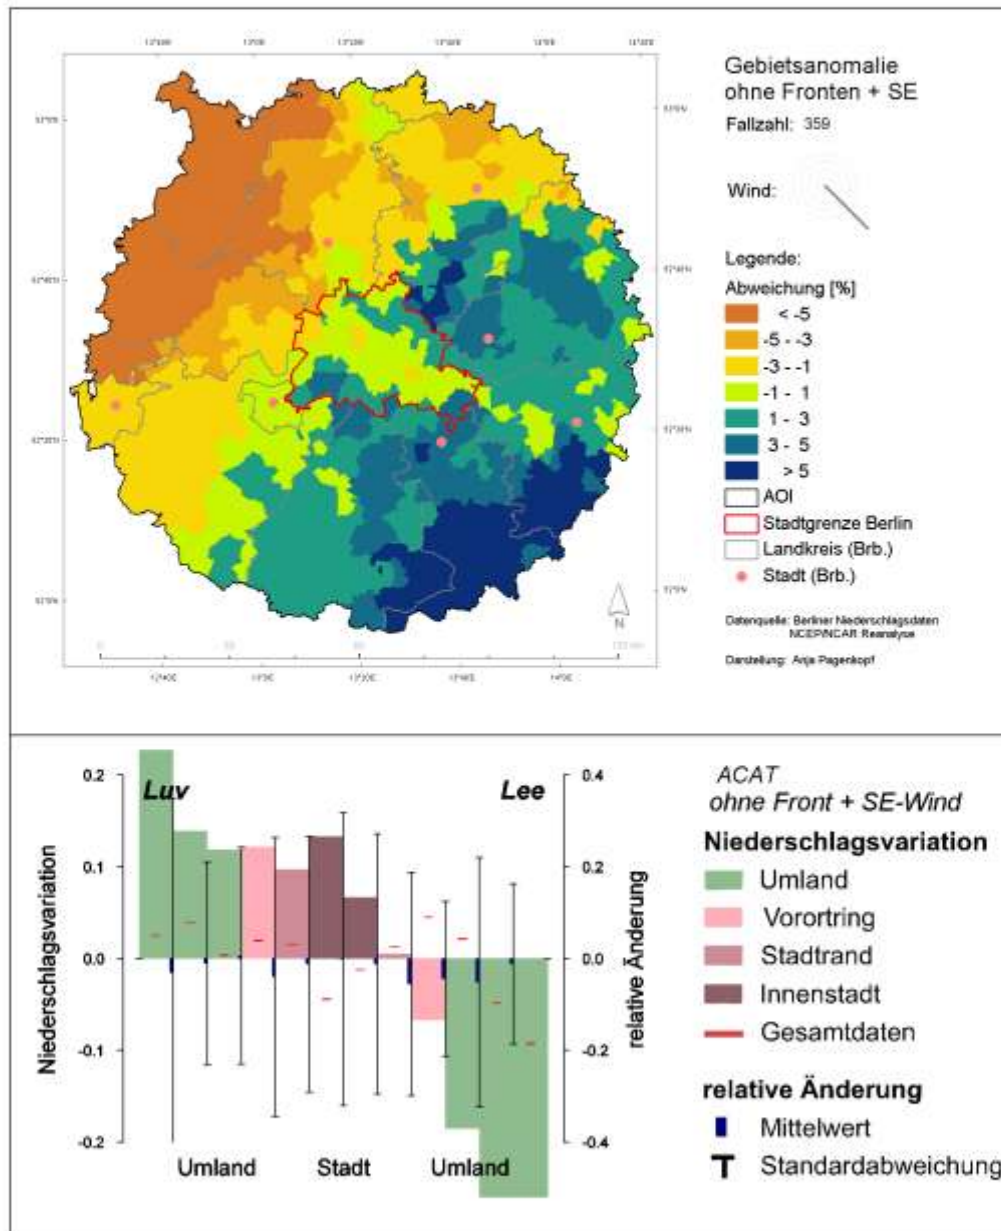 Gebietsanomalie
ohne Fronten + SE
Fallzahl: 359
Wind:
Legende:
Abweichung [%]
< -5
-5 - -3
-3 - -1
-1 - 1
1 - 3
3 - 5
> 5
AOI
Stadtgrenze Berlin
Landkreis (Brb.)
Stadt (Brb.)
N
Datenquelle: Berliner Niederschlagsdaten
NCEP/NCAR Reanalyse
Darstellung: Anja Pagenkopf
Luv
Lee
Niederschlagsvariation
0.2
0.1
0.0
-0.1
-0.2
0.4
0.2
0.0
-0.2
-0.4
relative Änderung
Umland
Stadt
Umland
ACAT
ohne Front + SE-Wind
Niederschlagsvariation
Umland
Vorortring
Stadtrand
Innenstadt
Gesamtdaten
relative Änderung
Mittelwert
Standardabweichung